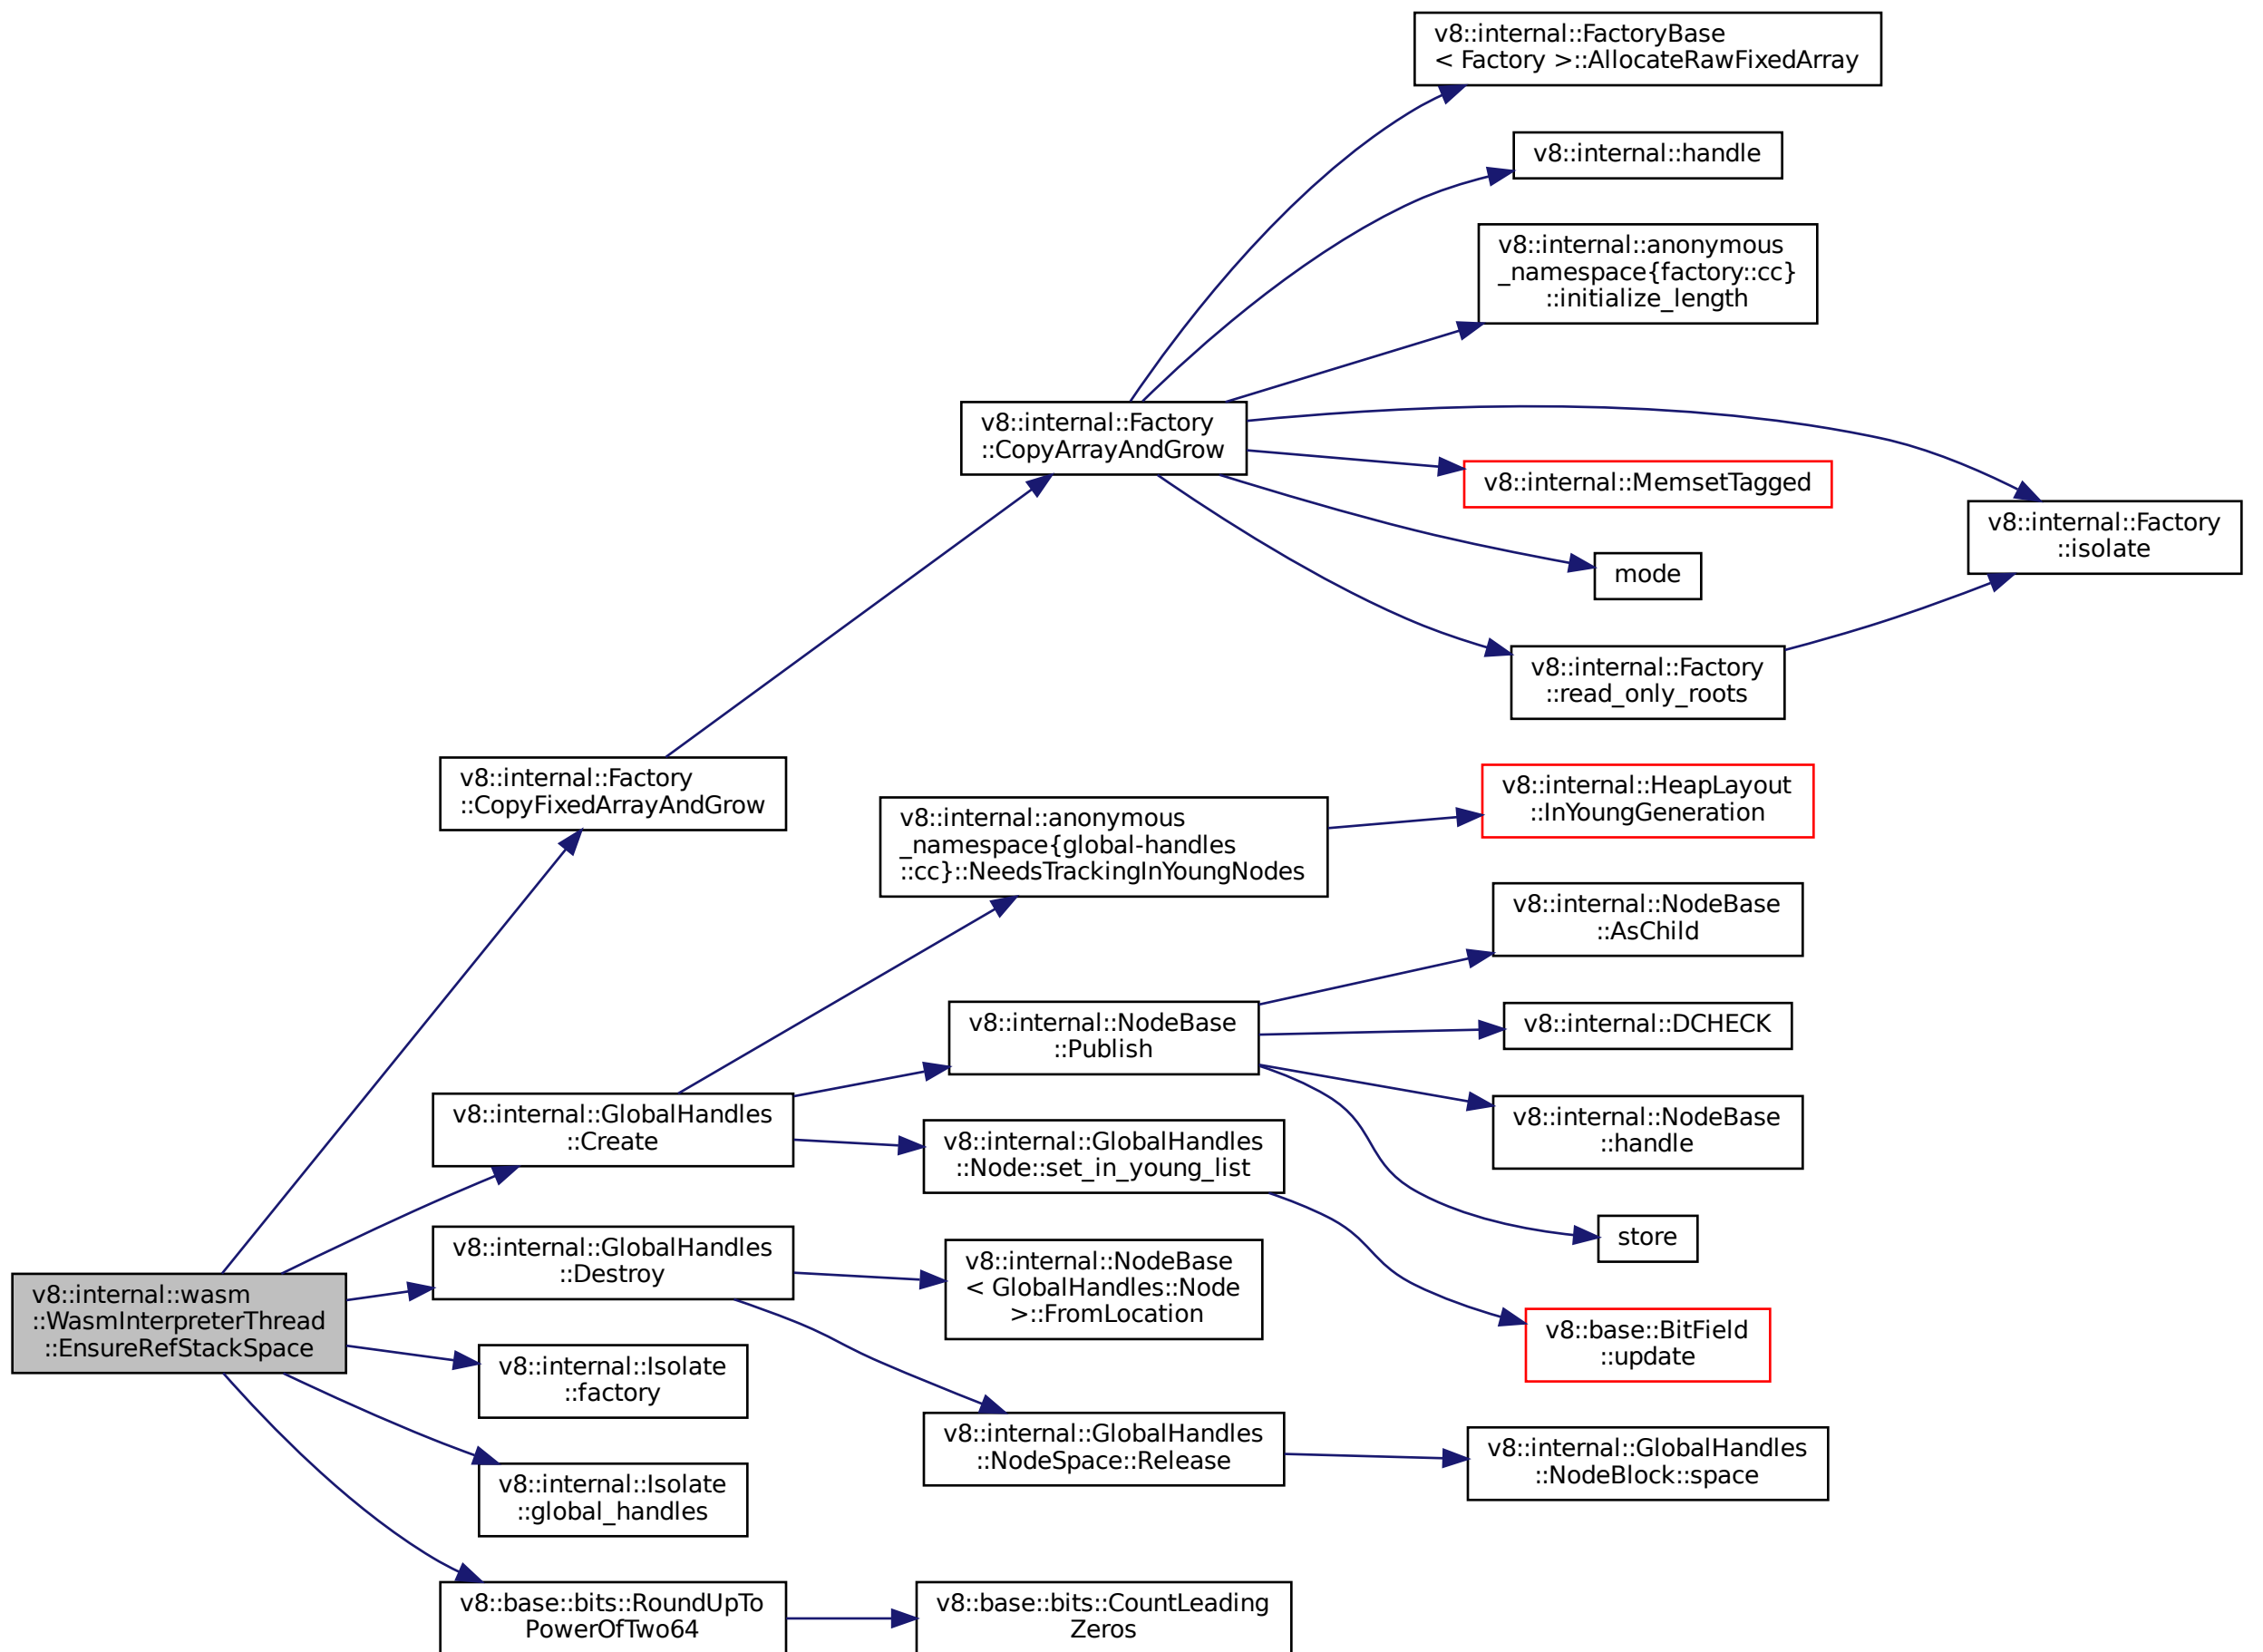 v8::internal::FactoryBase
< Factory >::AllocateRawFixedArray
v8::internal::handle
v8::internal::anonymous
_namespace{factory::cc}
::initialize_length
v8::internal::Factory
::CopyArrayAndGrow
v8::internal::MemsetTagged
v8::internal::Factory
::isolate
mode
v8::internal::Factory
::read_only_roots
v8::internal::Factory
::CopyFixedArrayAndGrow
v8::internal::HeapLayout
::InYoungGeneration
v8::internal::anonymous
_namespace{global-handles
::cc}::NeedsTrackingInYoungNodes
v8::internal::NodeBase
::AsChild
v8::internal::NodeBase
::Publish
v8::internal::DCHECK
v8::internal::GlobalHandles
::Create
v8::internal::NodeBase
::handle
v8::internal::GlobalHandles
::Node::set_in_young_list
store
v8::internal::GlobalHandles
::Destroy
v8::internal::NodeBase
< GlobalHandles::Node
>::FromLocation
v8::internal::wasm
::WasmInterpreterThread
::EnsureRefStackSpace
v8::base::BitField
::update
v8::internal::Isolate
::factory
v8::internal::GlobalHandles
::NodeSpace::Release
v8::internal::GlobalHandles
::NodeBlock::space
v8::internal::Isolate
::global_handles
v8::base::bits::RoundUpTo
PowerOfTwo64
v8::base::bits::CountLeading
Zeros